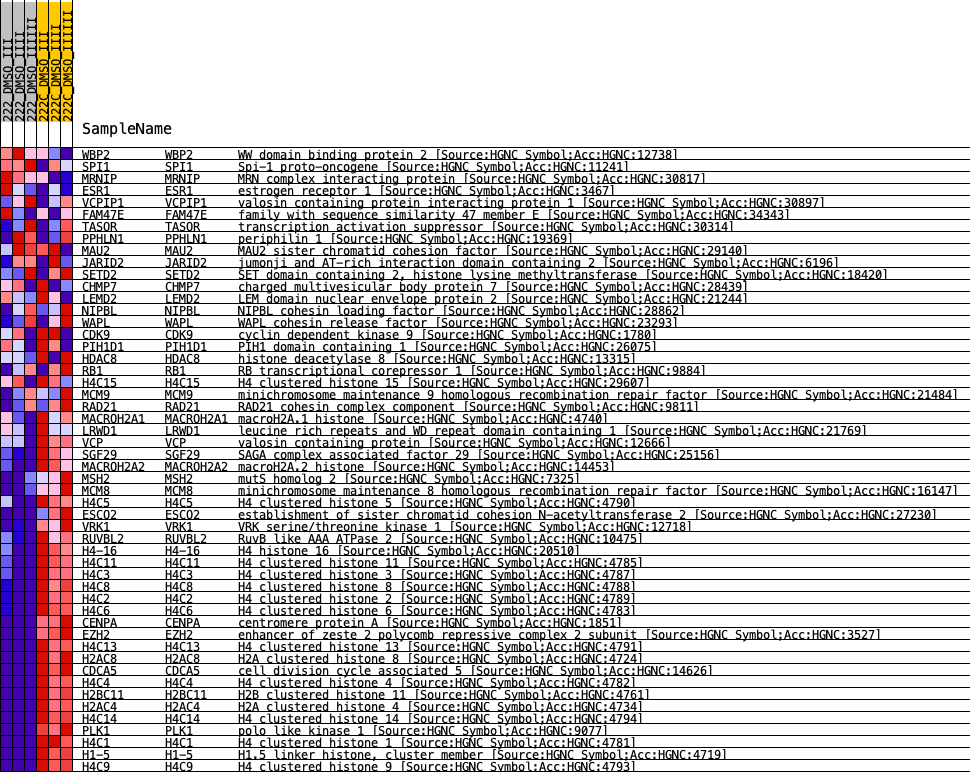 222_DMSO_III
222_DMSO_IIII
222_DMSO_IIIIII
222C_DMSO_III
222C_DMSO_IIII
222C_DMSO_IIIIII
SampleName
WBP2 WBP2 WW domain binding protein 2 [Source:HGNC Symbol;Acc:HGNC:12738]
SPI1 SPI1 Spi-1 proto-oncogene [Source:HGNC Symbol;Acc:HGNC:11241]
MRNIP MRNIP MRN complex interacting protein [Source:HGNC Symbol;Acc:HGNC:30817]
ESR1 ESR1 estrogen receptor 1 [Source:HGNC Symbol;Acc:HGNC:3467]
VCPIP1 VCPIP1 valosin containing protein interacting protein 1 [Source:HGNC Symbol;Acc:HGNC:30897]
FAM47E FAM47E family with sequence similarity 47 member E [Source:HGNC Symbol;Acc:HGNC:34343]
TASOR TASOR transcription activation suppressor [Source:HGNC Symbol;Acc:HGNC:30314]
PPHLN1 PPHLN1 periphilin 1 [Source:HGNC Symbol;Acc:HGNC:19369]
MAU2 MAU2 MAU2 sister chromatid cohesion factor [Source:HGNC Symbol;Acc:HGNC:29140]
JARID2 JARID2 jumonji and AT-rich interaction domain containing 2 [Source:HGNC Symbol;Acc:HGNC:6196]
SETD2 SETD2 SET domain containing 2, histone lysine methyltransferase [Source:HGNC Symbol;Acc:HGNC:18420]
CHMP7 CHMP7 charged multivesicular body protein 7 [Source:HGNC Symbol;Acc:HGNC:28439]
LEMD2 LEMD2 LEM domain nuclear envelope protein 2 [Source:HGNC Symbol;Acc:HGNC:21244]
NIPBL NIPBL NIPBL cohesin loading factor [Source:HGNC Symbol;Acc:HGNC:28862]
WAPL WAPL WAPL cohesin release factor [Source:HGNC Symbol;Acc:HGNC:23293]
CDK9 CDK9 cyclin dependent kinase 9 [Source:HGNC Symbol;Acc:HGNC:1780]
PIH1D1 PIH1D1 PIH1 domain containing 1 [Source:HGNC Symbol;Acc:HGNC:26075]
HDAC8 HDAC8 histone deacetylase 8 [Source:HGNC Symbol;Acc:HGNC:13315]
RB1 RB1 RB transcriptional corepressor 1 [Source:HGNC Symbol;Acc:HGNC:9884]
H4C15 H4C15 H4 clustered histone 15 [Source:HGNC Symbol;Acc:HGNC:29607]
MCM9 MCM9 minichromosome maintenance 9 homologous recombination repair factor [Source:HGNC Symbol;Acc:HGNC:21484]
RAD21 RAD21 RAD21 cohesin complex component [Source:HGNC Symbol;Acc:HGNC:9811]
MACROH2A1 MACROH2A1 macroH2A.1 histone [Source:HGNC Symbol;Acc:HGNC:4740]
LRWD1 LRWD1 leucine rich repeats and WD repeat domain containing 1 [Source:HGNC Symbol;Acc:HGNC:21769]
VCP VCP valosin containing protein [Source:HGNC Symbol;Acc:HGNC:12666]
SGF29 SGF29 SAGA complex associated factor 29 [Source:HGNC Symbol;Acc:HGNC:25156]
MACROH2A2 MACROH2A2 macroH2A.2 histone [Source:HGNC Symbol;Acc:HGNC:14453]
MSH2 MSH2 mutS homolog 2 [Source:HGNC Symbol;Acc:HGNC:7325]
MCM8 MCM8 minichromosome maintenance 8 homologous recombination repair factor [Source:HGNC Symbol;Acc:HGNC:16147]
H4C5 H4C5 H4 clustered histone 5 [Source:HGNC Symbol;Acc:HGNC:4790]
ESCO2 ESCO2 establishment of sister chromatid cohesion N-acetyltransferase 2 [Source:HGNC Symbol;Acc:HGNC:27230]
VRK1 VRK1 VRK serine/threonine kinase 1 [Source:HGNC Symbol;Acc:HGNC:12718]
RUVBL2 RUVBL2 RuvB like AAA ATPase 2 [Source:HGNC Symbol;Acc:HGNC:10475]
H4-16 H4-16 H4 histone 16 [Source:HGNC Symbol;Acc:HGNC:20510]
H4C11 H4C11 H4 clustered histone 11 [Source:HGNC Symbol;Acc:HGNC:4785]
H4C3 H4C3 H4 clustered histone 3 [Source:HGNC Symbol;Acc:HGNC:4787]
H4C8 H4C8 H4 clustered histone 8 [Source:HGNC Symbol;Acc:HGNC:4788]
H4C2 H4C2 H4 clustered histone 2 [Source:HGNC Symbol;Acc:HGNC:4789]
H4C6 H4C6 H4 clustered histone 6 [Source:HGNC Symbol;Acc:HGNC:4783]
CENPA CENPA centromere protein A [Source:HGNC Symbol;Acc:HGNC:1851]
EZH2 EZH2 enhancer of zeste 2 polycomb repressive complex 2 subunit [Source:HGNC Symbol;Acc:HGNC:3527]
H4C13 H4C13 H4 clustered histone 13 [Source:HGNC Symbol;Acc:HGNC:4791]
H2AC8 H2AC8 H2A clustered histone 8 [Source:HGNC Symbol;Acc:HGNC:4724]
CDCA5 CDCA5 cell division cycle associated 5 [Source:HGNC Symbol;Acc:HGNC:14626]
H4C4 H4C4 H4 clustered histone 4 [Source:HGNC Symbol;Acc:HGNC:4782]
H2BC11 H2BC11 H2B clustered histone 11 [Source:HGNC Symbol;Acc:HGNC:4761]
H2AC4 H2AC4 H2A clustered histone 4 [Source:HGNC Symbol;Acc:HGNC:4734]
H4C14 H4C14 H4 clustered histone 14 [Source:HGNC Symbol;Acc:HGNC:4794]
PLK1 PLK1 polo like kinase 1 [Source:HGNC Symbol;Acc:HGNC:9077]
H4C1 H4C1 H4 clustered histone 1 [Source:HGNC Symbol;Acc:HGNC:4781]
H1-5 H1-5 H1.5 linker histone, cluster member [Source:HGNC Symbol;Acc:HGNC:4719]
H4C9 H4C9 H4 clustered histone 9 [Source:HGNC Symbol;Acc:HGNC:4793]